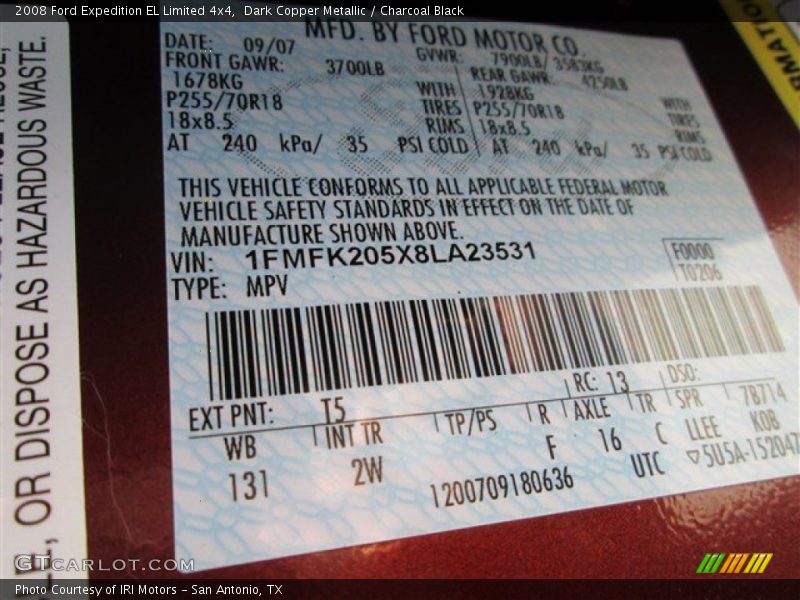 2008 Ford Expedition EL Limited 4x4, Dark Copper Metallic / Charcoal Black
OR DISPOSE AS HAZARDOUS WASTE.
MFD. BY FORD MOTOR CO.
DATE: 09/07 GVWR: 7900LB/ 3583KG
FRONT GAWR: 3700LB REAR GAWR: 4250LB
1678KG WITH 1928KG WITH
P255/70R18 TIRES P255/70R18 TIRES
18x8.5 RIMS 18x8.5 RIMS
AT 240 kPa/ 35 PSI COLD AT 240 kPa/ 35 PSI COLD
THIS VEHICLE CONFORMS TO ALL APPLICABLE FEDERAL MOTOR
VEHICLE SAFETY STANDARDS IN EFFECT ON THE DATE OF
MANUFACTURE SHOWN ABOVE.
VIN: 1FMFK205X8LA23531 F0000
TYPE: MPV T0206
EXT PNT: T5 RC: 13 DSO:
WB INT TR TP/PS R AXLE TR SPR 7B714
131 2W F 16 C LLEE KOB
1200709180636 UTC ▽5U5A-152047
GTCARLOT.COM
Photo Courtesy of IRI Motors – San Antonio, TX